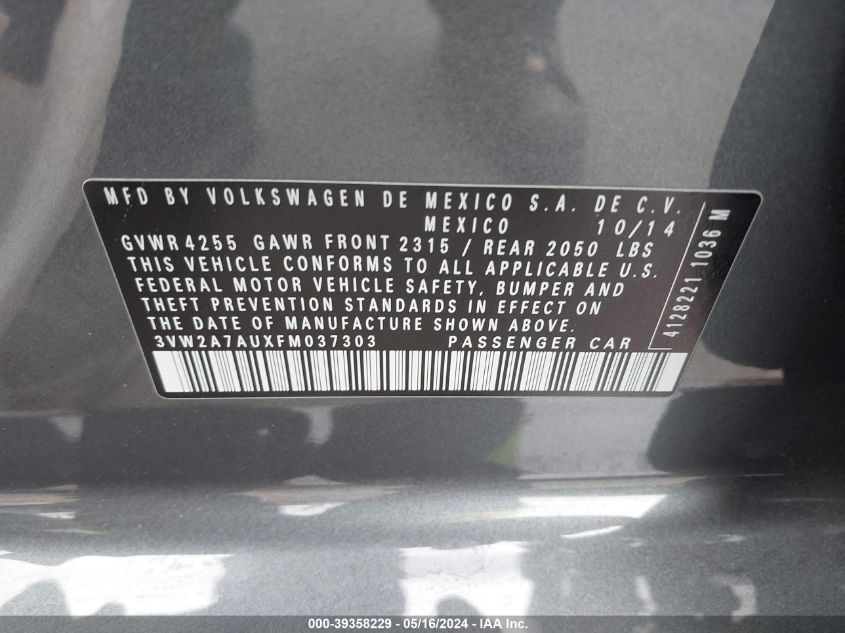 MFD BY VOLKSWAGEN DE MEXICO S.A. DE C.V.
MEXICO 10/14
GVWR 4255 GAWR FRONT 2315 / REAR 2050 LBS
THIS VEHICLE CONFORMS TO ALL APPLICABLE U.S.
FEDERAL MOTOR VEHICLE SAFETY, BUMPER AND
THEFT PREVENTION STANDARDS IN EFFECT ON
THE DATE OF MANUFACTURE SHOWN ABOVE.
3VW2A7AUXFM037303 PASSENGER CAR
4128221 1036 M
000-39358229 - 05/16/2024 - IAA Inc.